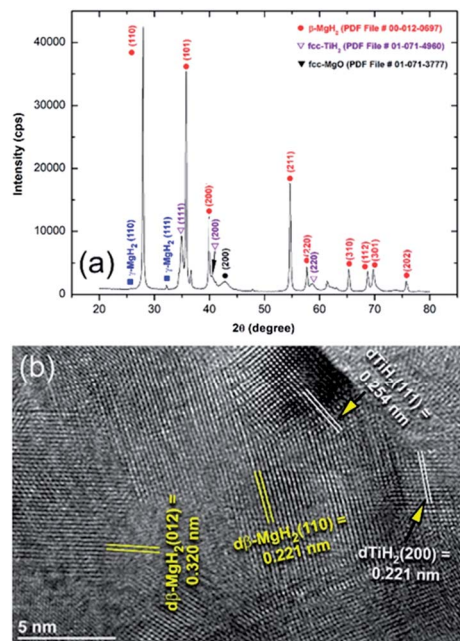 β-MgH₂ (PDF File # 00-012-0697)
fcc-TiH₂ (PDF File # 01-071-4960)
fcc-MgO (PDF File # 01-071-3777)
Intensity (cps)
40000
30000
20000
10000
0
(110)
(101)
(111)
(200)
(200)
(200)
(211)
(220)
(220)
(310)
(112)
(301)
(202)
γ-MgH2 (110)
γ-MgH2 (111)
(a)
20
30
40
50
60
70
80
2θ (degree)
(b)
dTiH₂(111) =
0.254 nm
dβ-MgH₂(012) =
0.320 nm
dβ-MgH₂(110) =
0.221 nm
dTiH₂(200) =
0.221 nm
5 nm